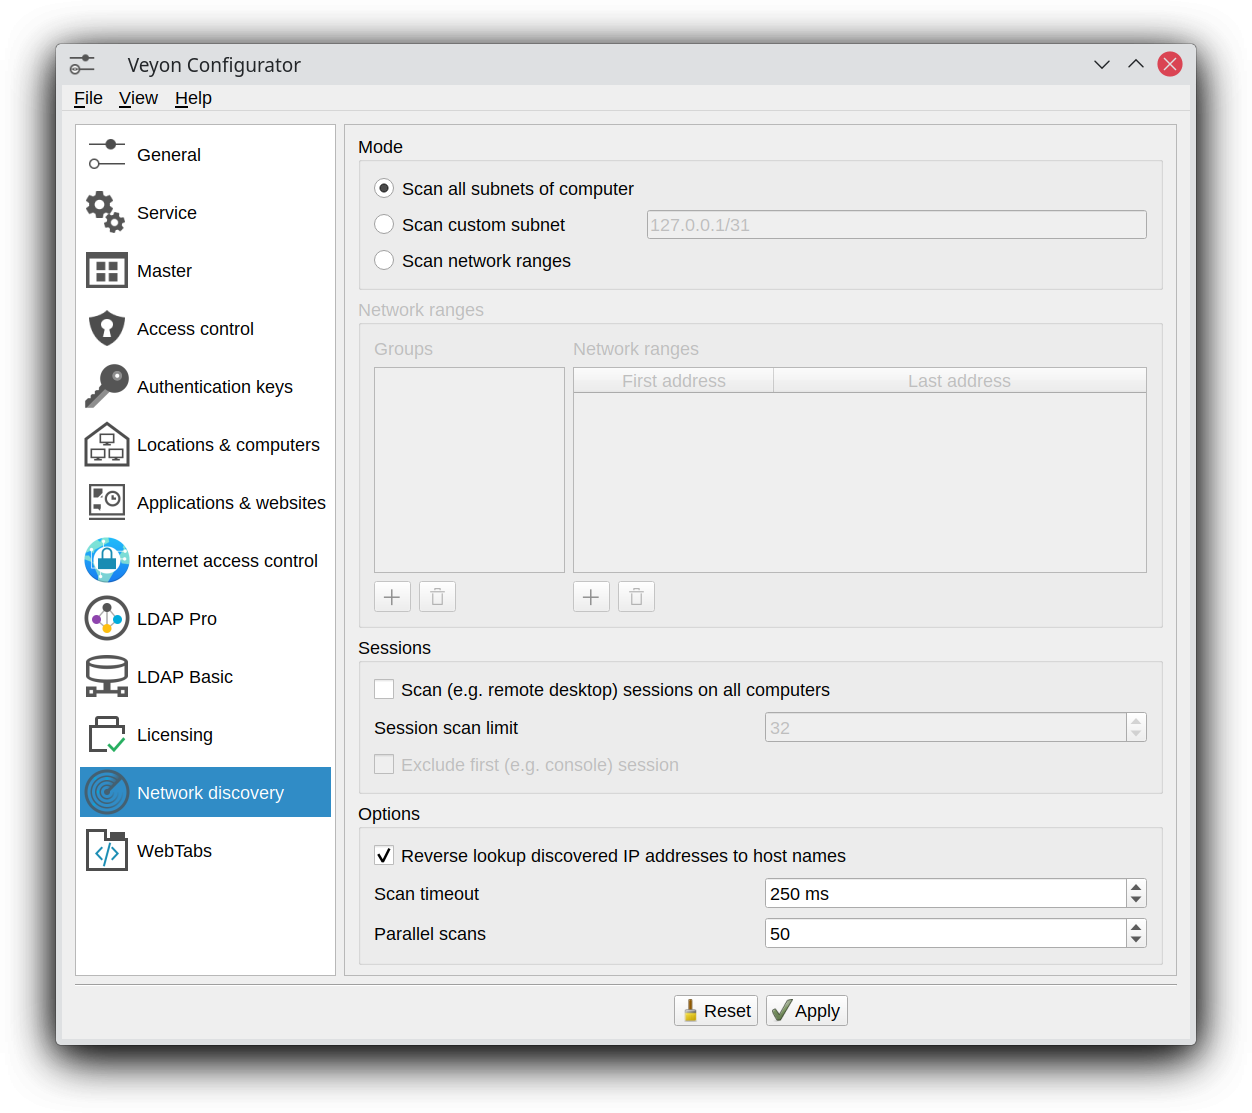 Veyon Configurator
File View Help
General
Service
Master
Access control
Authentication keys
Locations & computers
Applications & websites
Internet access control
LDAP Pro
LDAP Basic
Licensing
Network discovery
WebTabs
Mode
Scan all subnets of computer
Scan custom subnet 127.0.0.1/31
Scan network ranges
Network ranges
Groups Network ranges
First address Last address
Sessions
Scan (e.g. remote desktop) sessions on all computers
Session scan limit 32
Exclude first (e.g. console) session
Options
Reverse lookup discovered IP addresses to host names
Scan timeout 250 ms
Parallel scans 50
Reset Apply